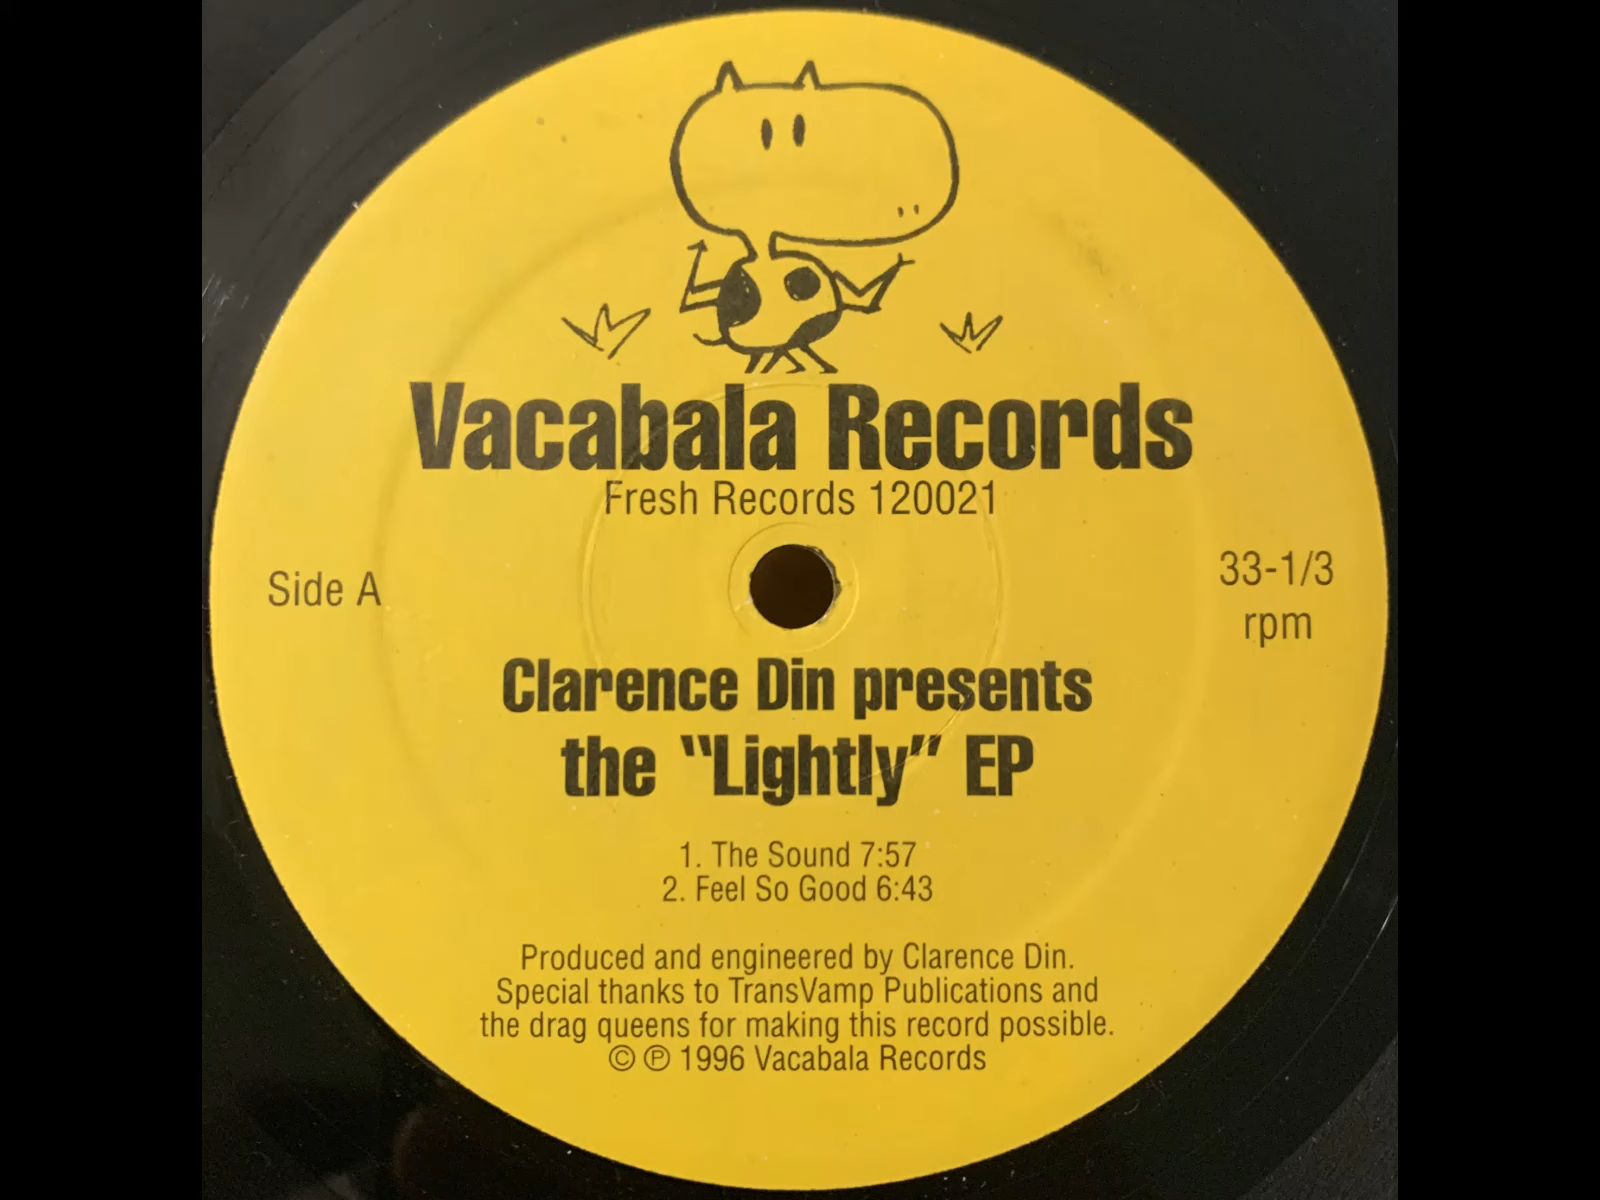 Vacabala Records
Fresh Records 120021
Side A
33-1/3
rpm
Clarence Din presents
the "Lightly" EP
1. The Sound 7:57
2. Feel So Good 6:43
Produced and engineered by Clarence Din.
Special thanks to TransVamp Publications and
the drag queens for making this record possible.
© ℗ 1996 Vacabala Records